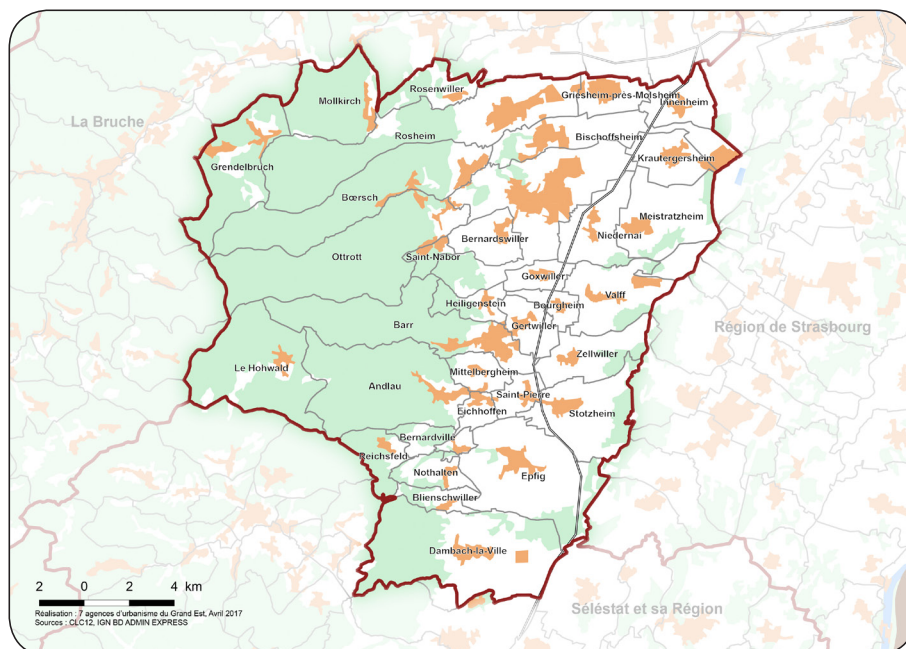 Mollkirch
Rosenwiller
Griesheim-près-Molsheim
Innenheim
La Bruche
Rosheim
Bischoffsheim
Grendelbruch
Krautergersheim
Bœrsch
Meistratzheim
Bernardswiller
Niedernai
Ottrott
Saint-Nabor
Goxwiller
Heiligenstein
Bourgheim
Valff
Barr
Gertwiller
Région de Strasbourg
Zellwiller
Le Hohwald
Mittelbergheim
Andlau
Saint-Pierre
Eichhoffen
Stotzheim
Bernardville
Reichsfeld
Nothalten
Epfig
Blienschwiller
Dambach-la-Ville
2 0 2 4 km
Réalisation : 7 agences d'urbanisme du Grand Est, Avril 2017
Sources : CLC12, IGN BD ADMIN EXPRESS
Séléstat et sa Région